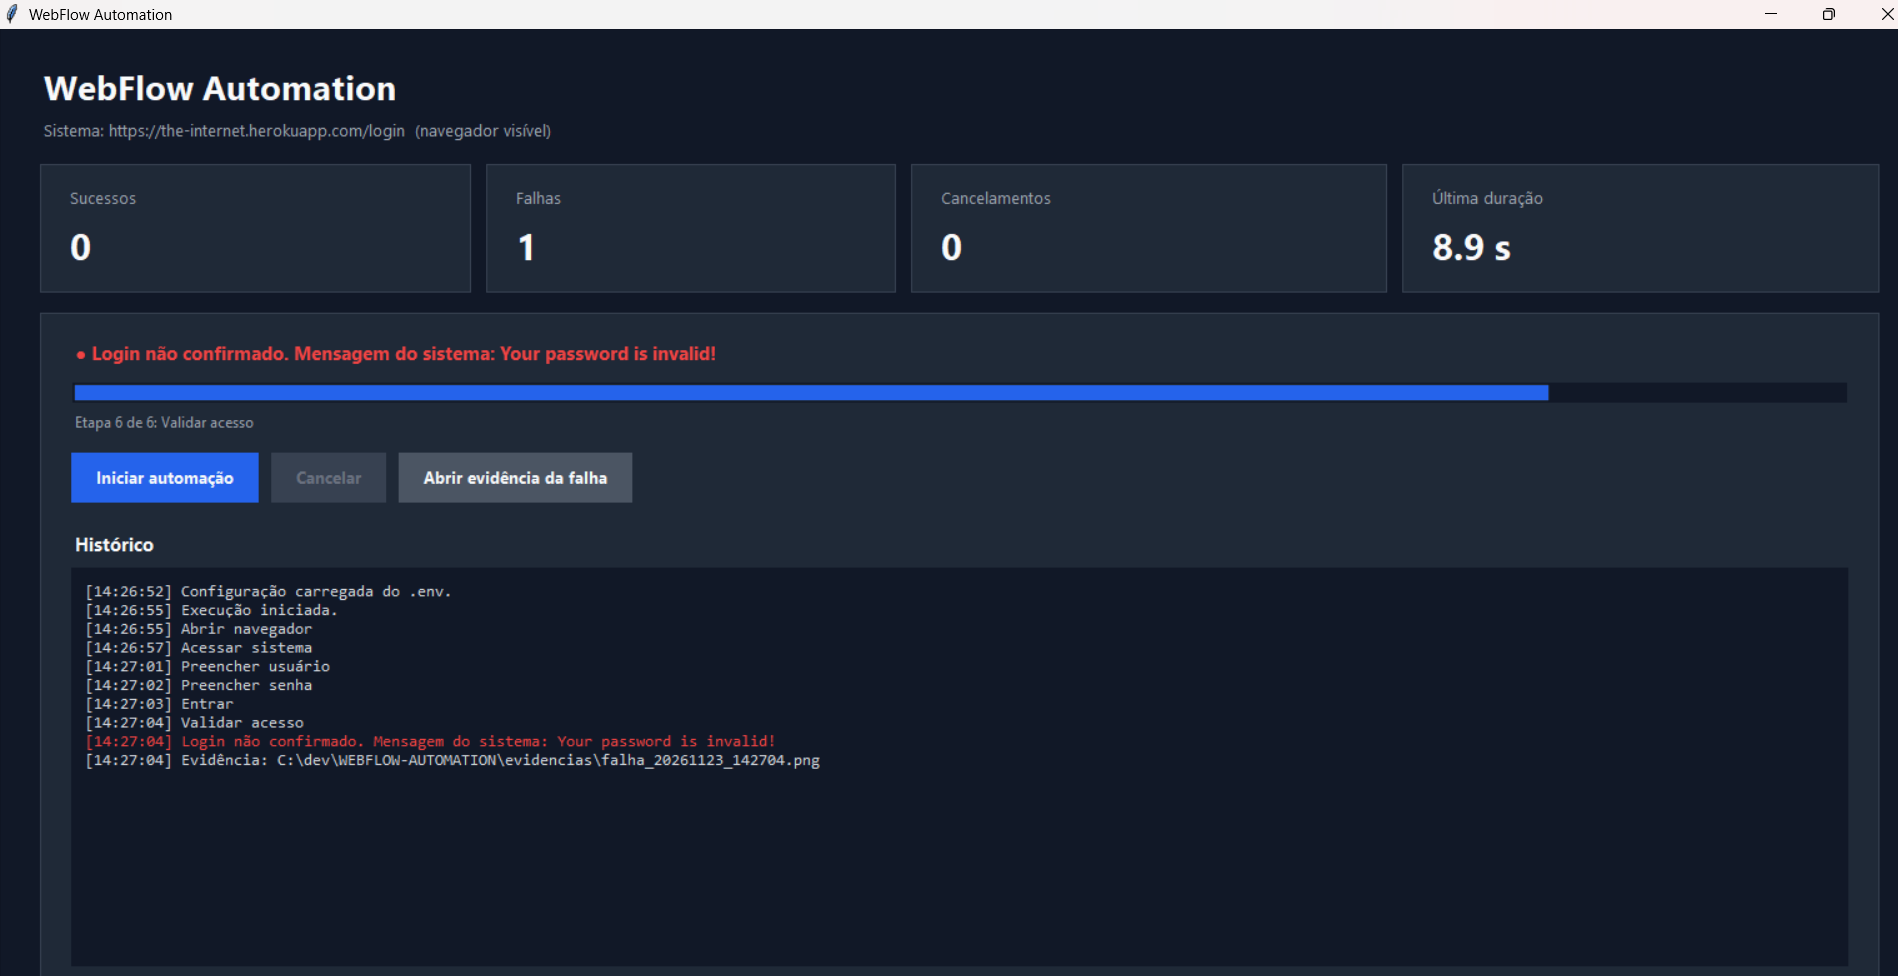 WebFlow Automation
WebFlow Automation
Sistema: https://the-internet.herokuapp.com/login (navegador visível)
Sucessos
0
Falhas
1
Cancelamentos
0
Última duração
8.9 s
● Login não confirmado. Mensagem do sistema: Your password is invalid!
Etapa 6 de 6: Validar acesso
Iniciar automação
Cancelar
Abrir evidência da falha
Histórico
[14:26:52] Configuração carregada do .env.
[14:26:55] Execução iniciada.
[14:26:55] Abrir navegador
[14:26:57] Acessar sistema
[14:27:01] Preencher usuário
[14:27:02] Preencher senha
[14:27:03] Entrar
[14:27:04] Validar acesso
[14:27:04] Login não confirmado. Mensagem do sistema: Your password is invalid!
[14:27:04] Evidência: C:\dev\WEBFLOW-AUTOMATION\evidencias\falha_20261123_142704.png